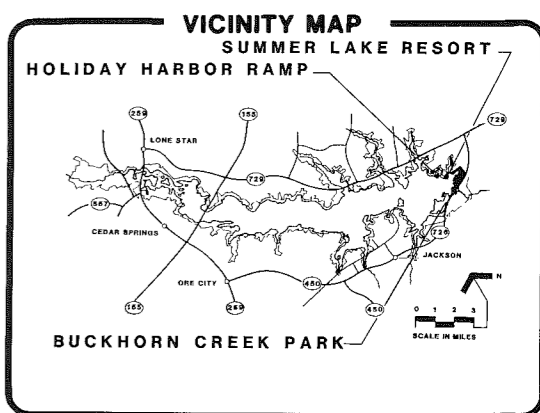 VICINITY MAP
SUMMER LAKE RESORT
HOLIDAY HARBOR RAMP
259
155
729
LONE STAR
729
557
CEDAR SPRINGS
726
JACKSON
ORE CITY
450
N
155
259
450
0 1 2 3
SCALE IN MILES
BUCKHORN CREEK PARK